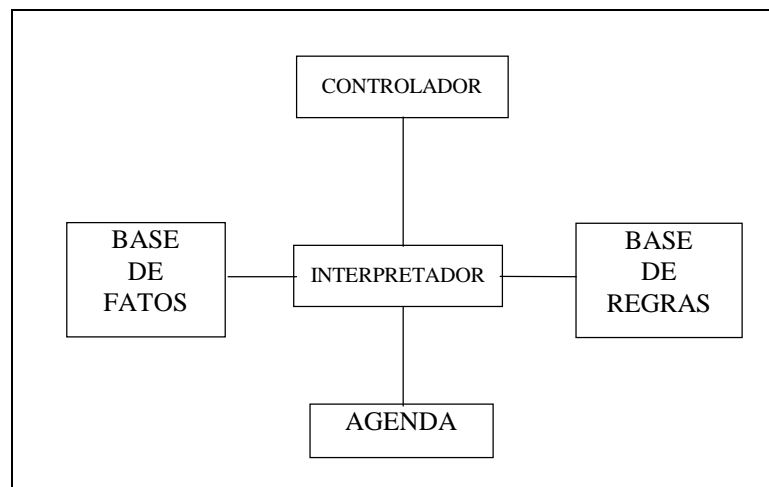 CONTROLADOR
BASE
DE
FATOS
INTERPRETADOR
BASE
DE
REGRAS
AGENDA